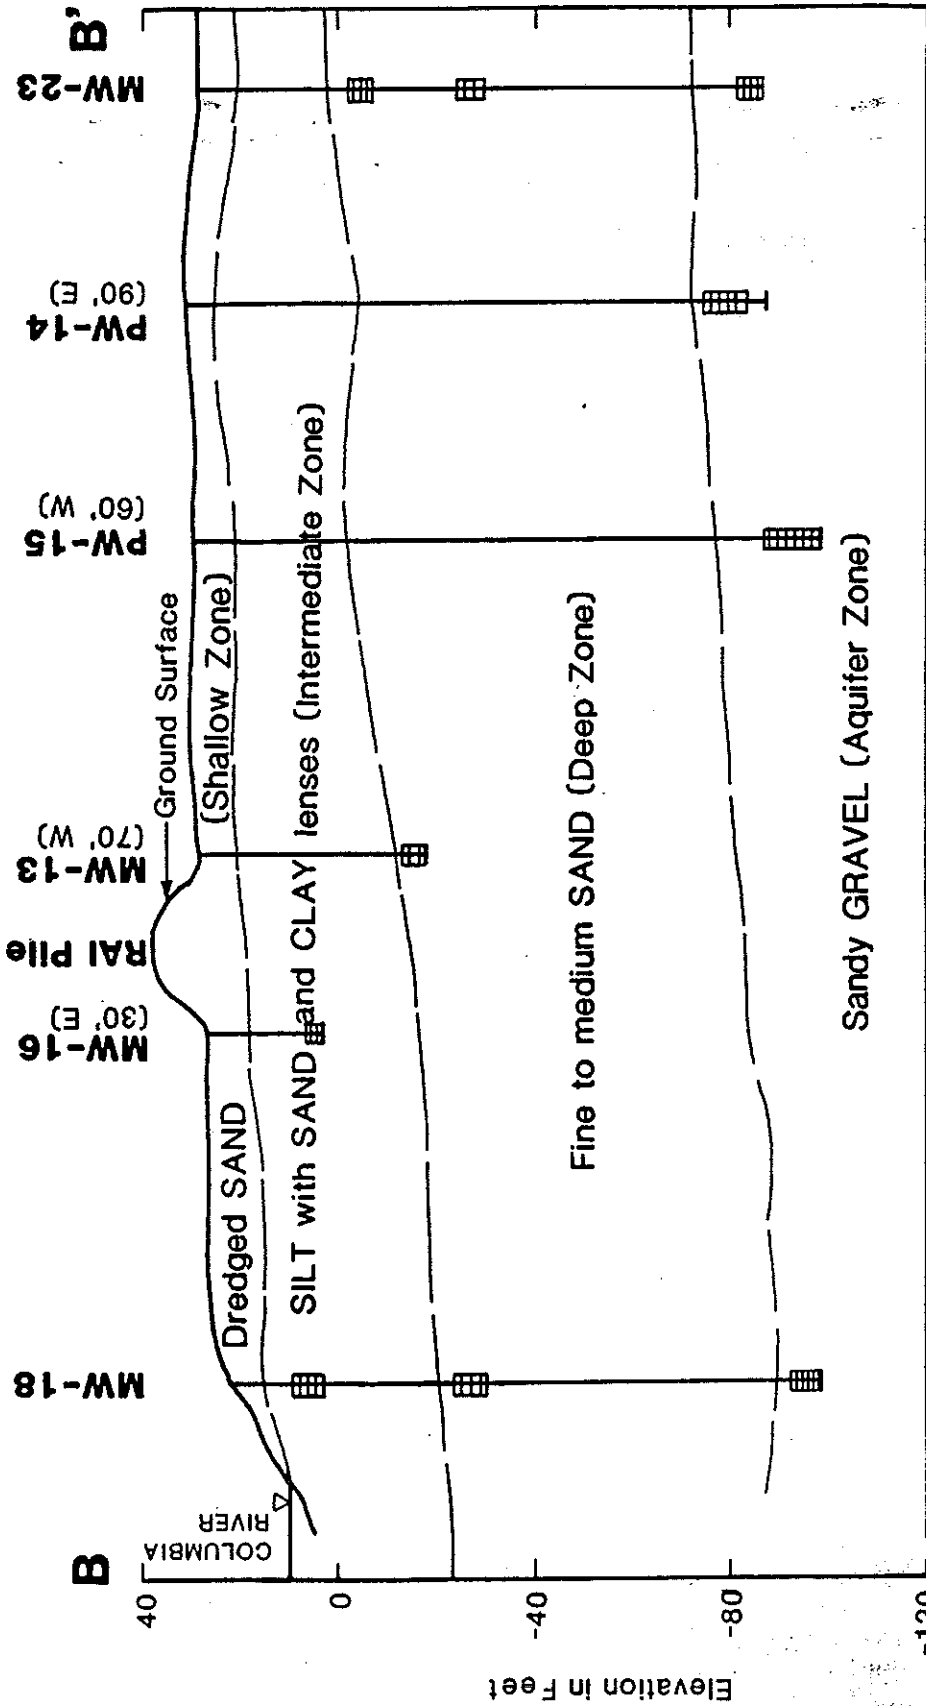 B
B'
MW-18
MW-16
(30' E)
RAI Pile
MW-13
(70' W)
PW-15
(60' W)
PW-14
(90' E)
MW-23
COLUMBIA
RIVER
Ground Surface
Dredged SAND
(Shallow Zone)
SILT with SAND and CLAY lenses (Intermediate Zone)
Fine to medium SAND (Deep Zone)
Sandy GRAVEL (Aquifer Zone)
Elevation in Feet
40
0
-40
-80
-120